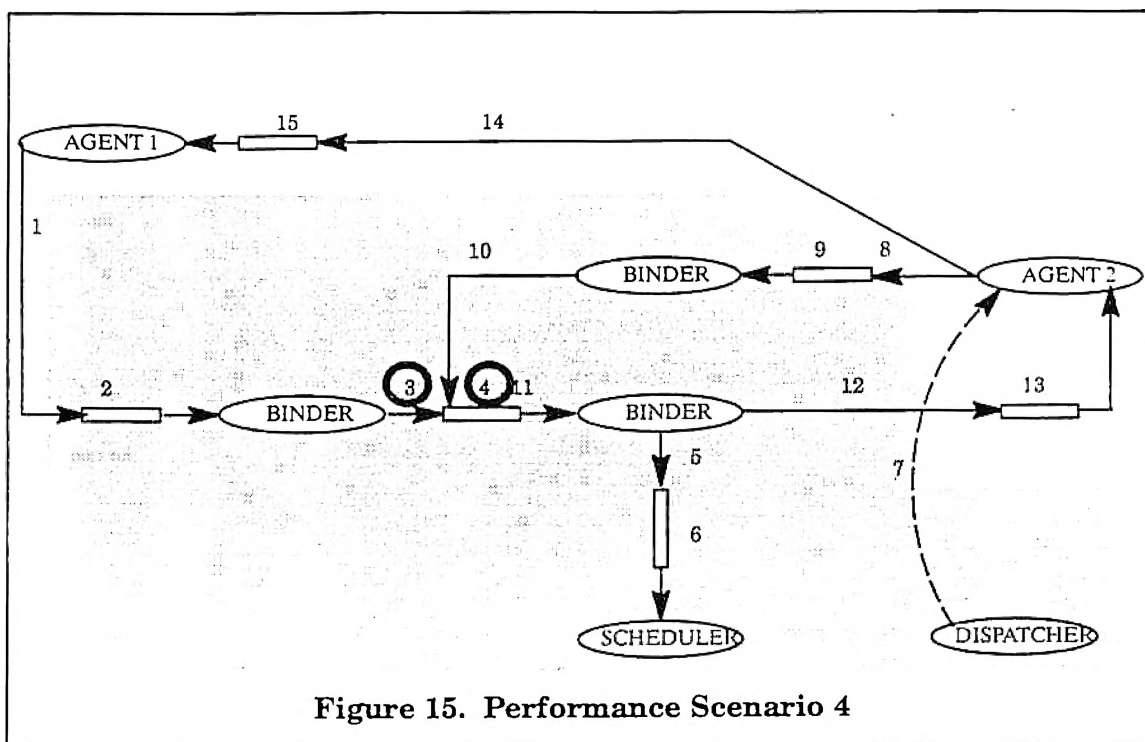 15
14
AGENT 1
1
10
9
8
BINDER
AGENT 2
2
3
4
11
12
13
BINDER
BINDER
5
7
6
SCHEDULER
DISPATCHER
Figure 15. Performance Scenario 4